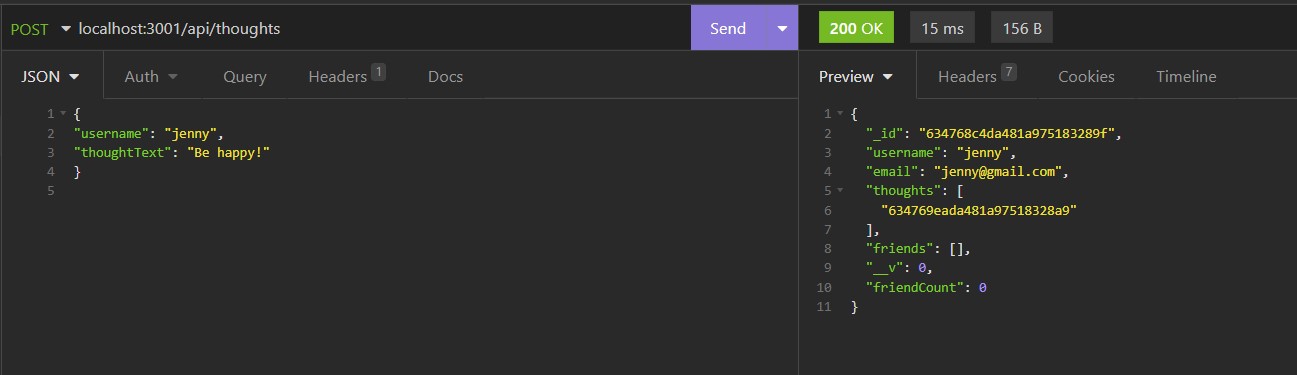 POST localhost:3001/api/thoughts Send 200 OK 15 ms 156 B
JSON Auth Query Headers 1 Docs
1 {
2 "username": "jenny",
3 "thoughtText": "Be happy!"
4 }
5
Preview Headers 7 Cookies Timeline
1 {
2 "_id": "634768c4da481a975183289f",
3 "username": "jenny",
4 "email": "jenny@gmail.com",
5 "thoughts": [
6 "634769eada481a97518328a9"
7 ],
8 "friends": [],
9 "__v": 0,
10 "friendCount": 0
11 }